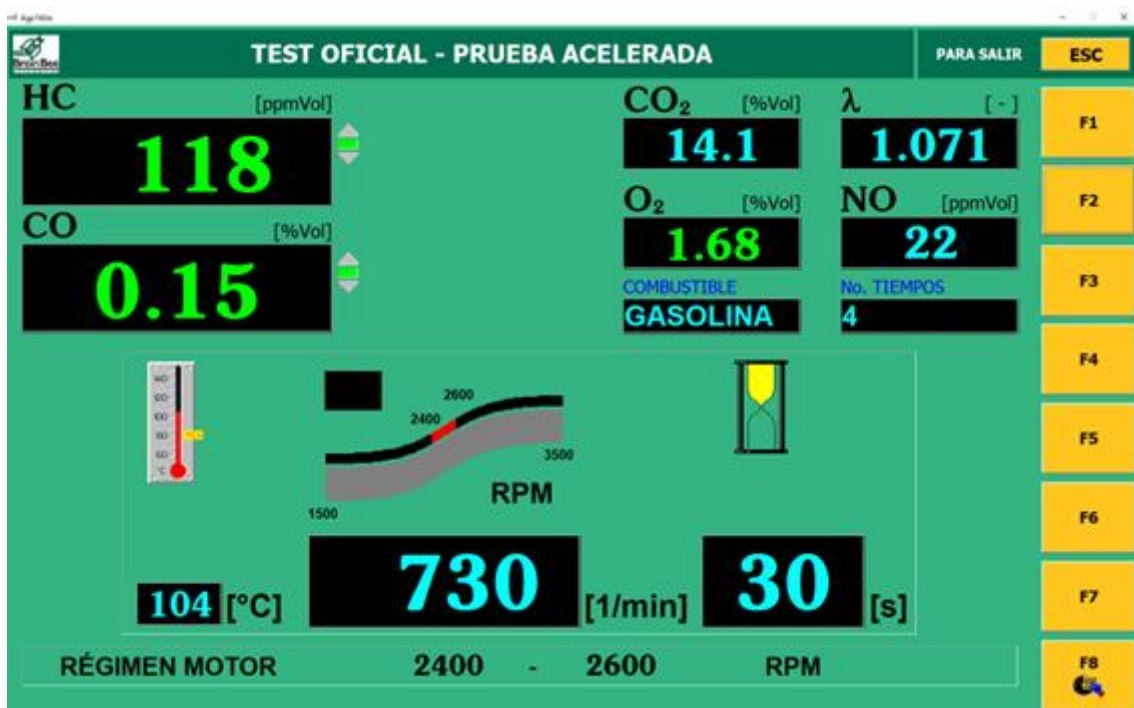 BrainBee
TEST OFICIAL - PRUEBA ACELERADA
PARA SALIR
ESC
HC [ppmVol]
118
CO [%Vol]
0.15
CO₂ [%Vol]
14.1
λ [ - ]
1.071
O₂ [%Vol]
1.68
NO [ppmVol]
22
COMBUSTIBLE
GASOLINA
No. TIEMPOS
4
F1
F2
F3
F4
F5
F6
F7
F8
°C
2600
2400
3500
1500
RPM
104 [°C]
730 [1/min]
30 [s]
RÉGIMEN MOTOR 2400 - 2600 RPM